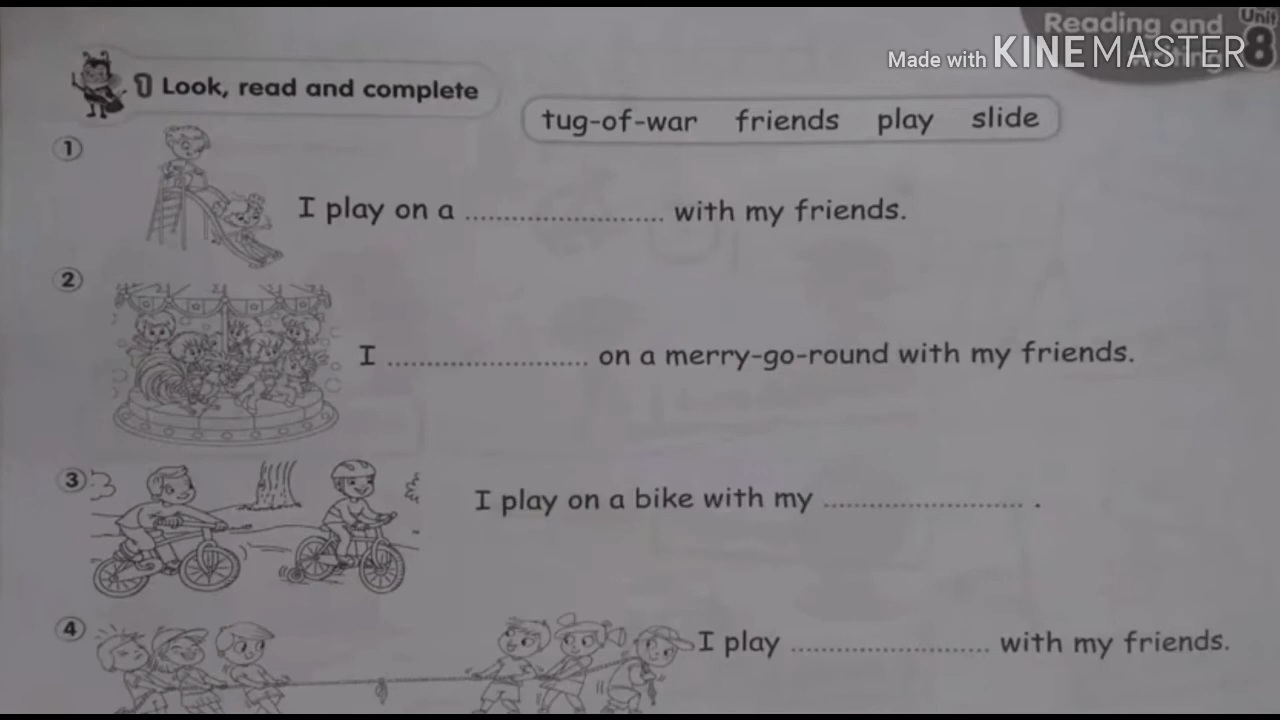 Unit
Reading and
Made with KINEMASTER
8
1 Look, read and complete
tug-of-war friends play slide
1
I play on a ........................ with my friends.
2
I ........................ on a merry-go-round with my friends.
3
I play on a bike with my ........................ .
4
I play ........................ with my friends.